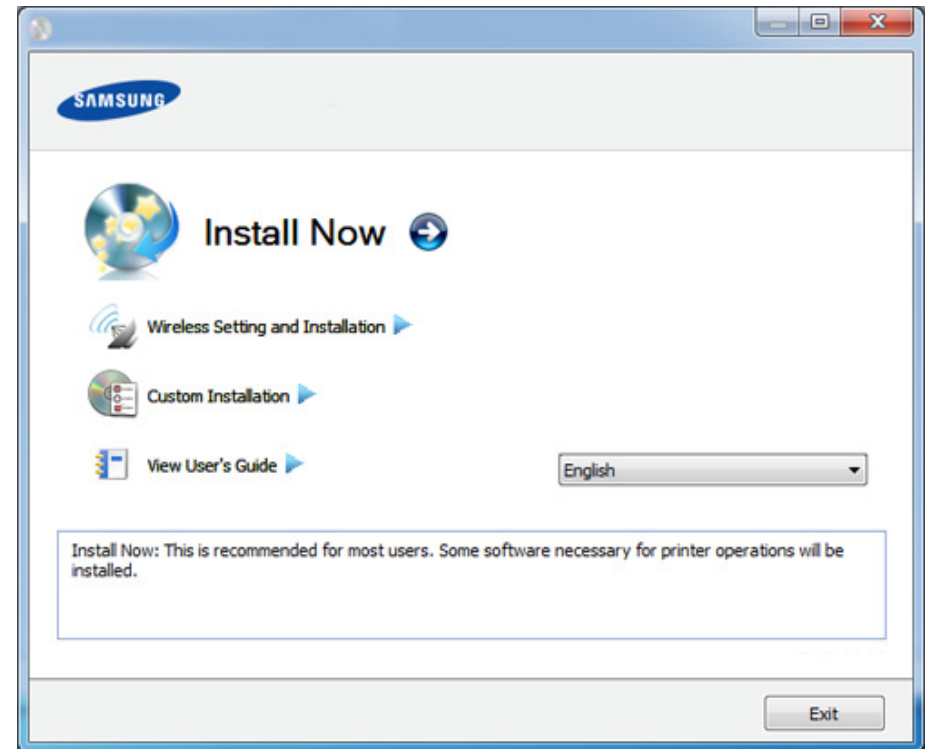 SAMSUNG
Install Now
Wireless Setting and Installation
Custom Installation
View User's Guide
English
Install Now: This is recommended for most users. Some software necessary for printer operations will be
installed.
Exit